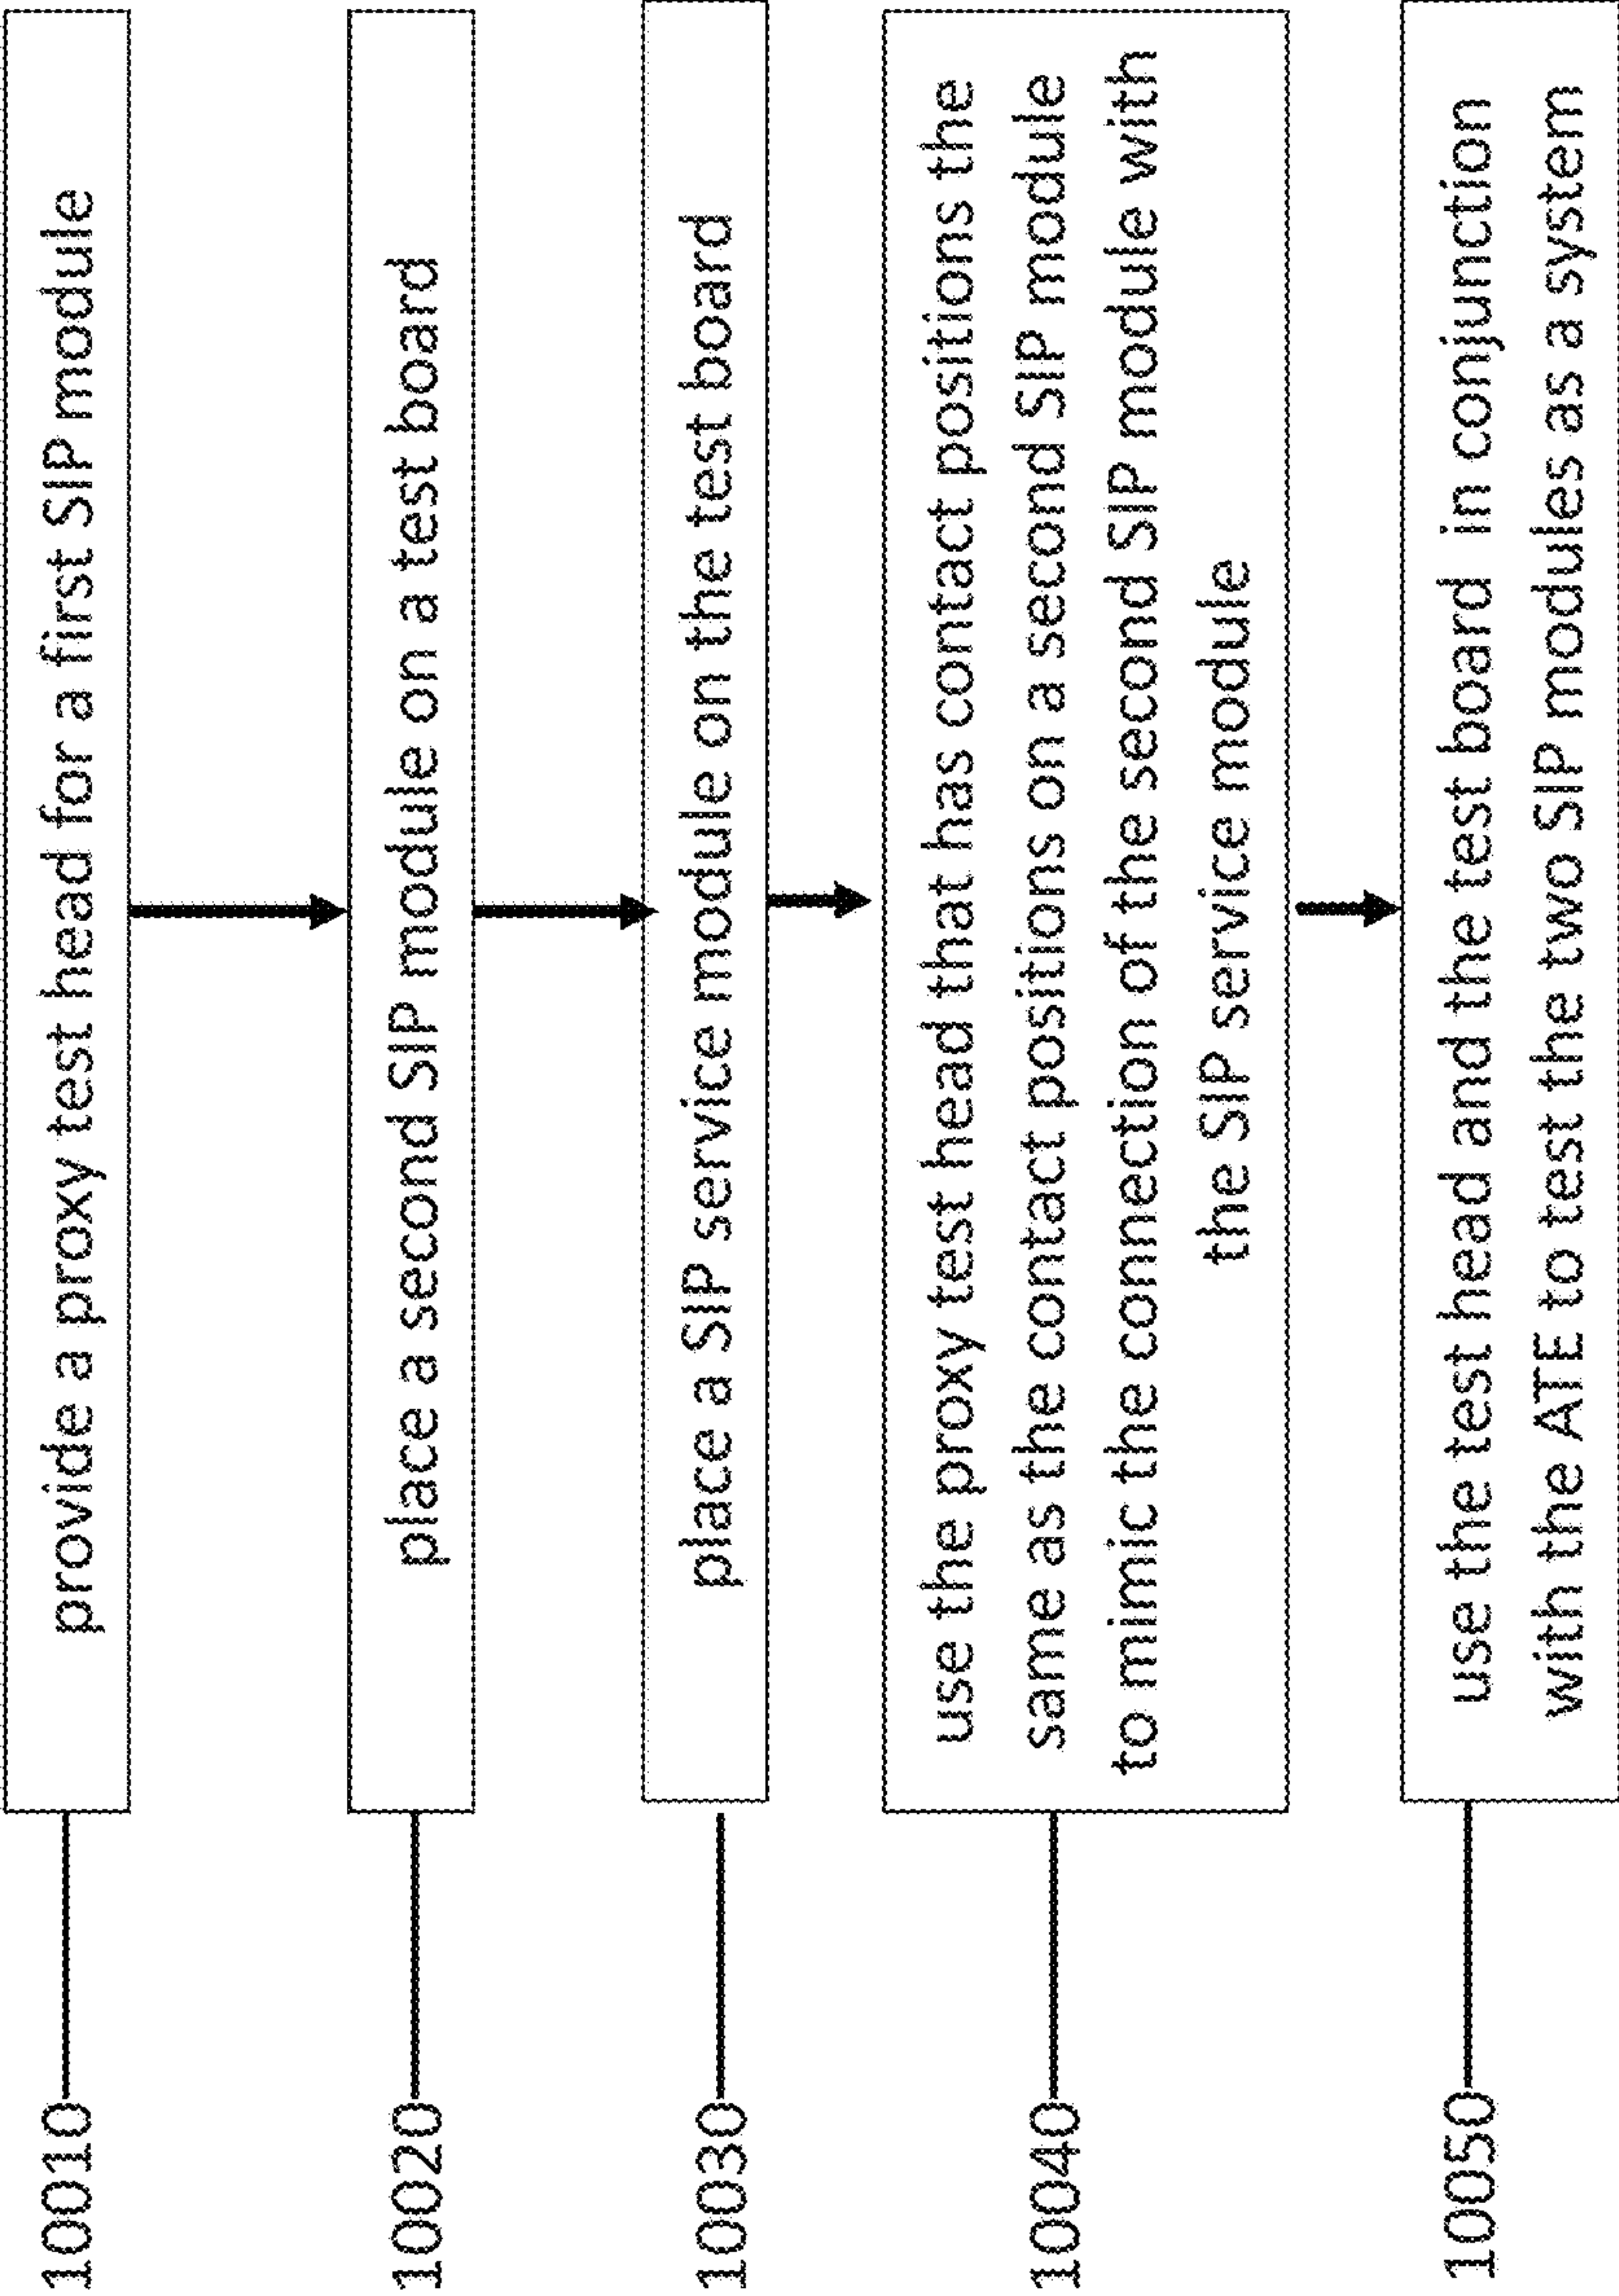 10010
provide a proxy test head for a first SIP module
10020
place a second SIP module on a test board
10030
place a SIP service module on the test board
10040
use the proxy test head that has contact positions the
same as the contact positions on a second SIP module
to mimic the connection of the second SIP module with
the SIP service module
10050
use the test head and the test board in conjunction
with the ATE to test the two SIP modules as a system